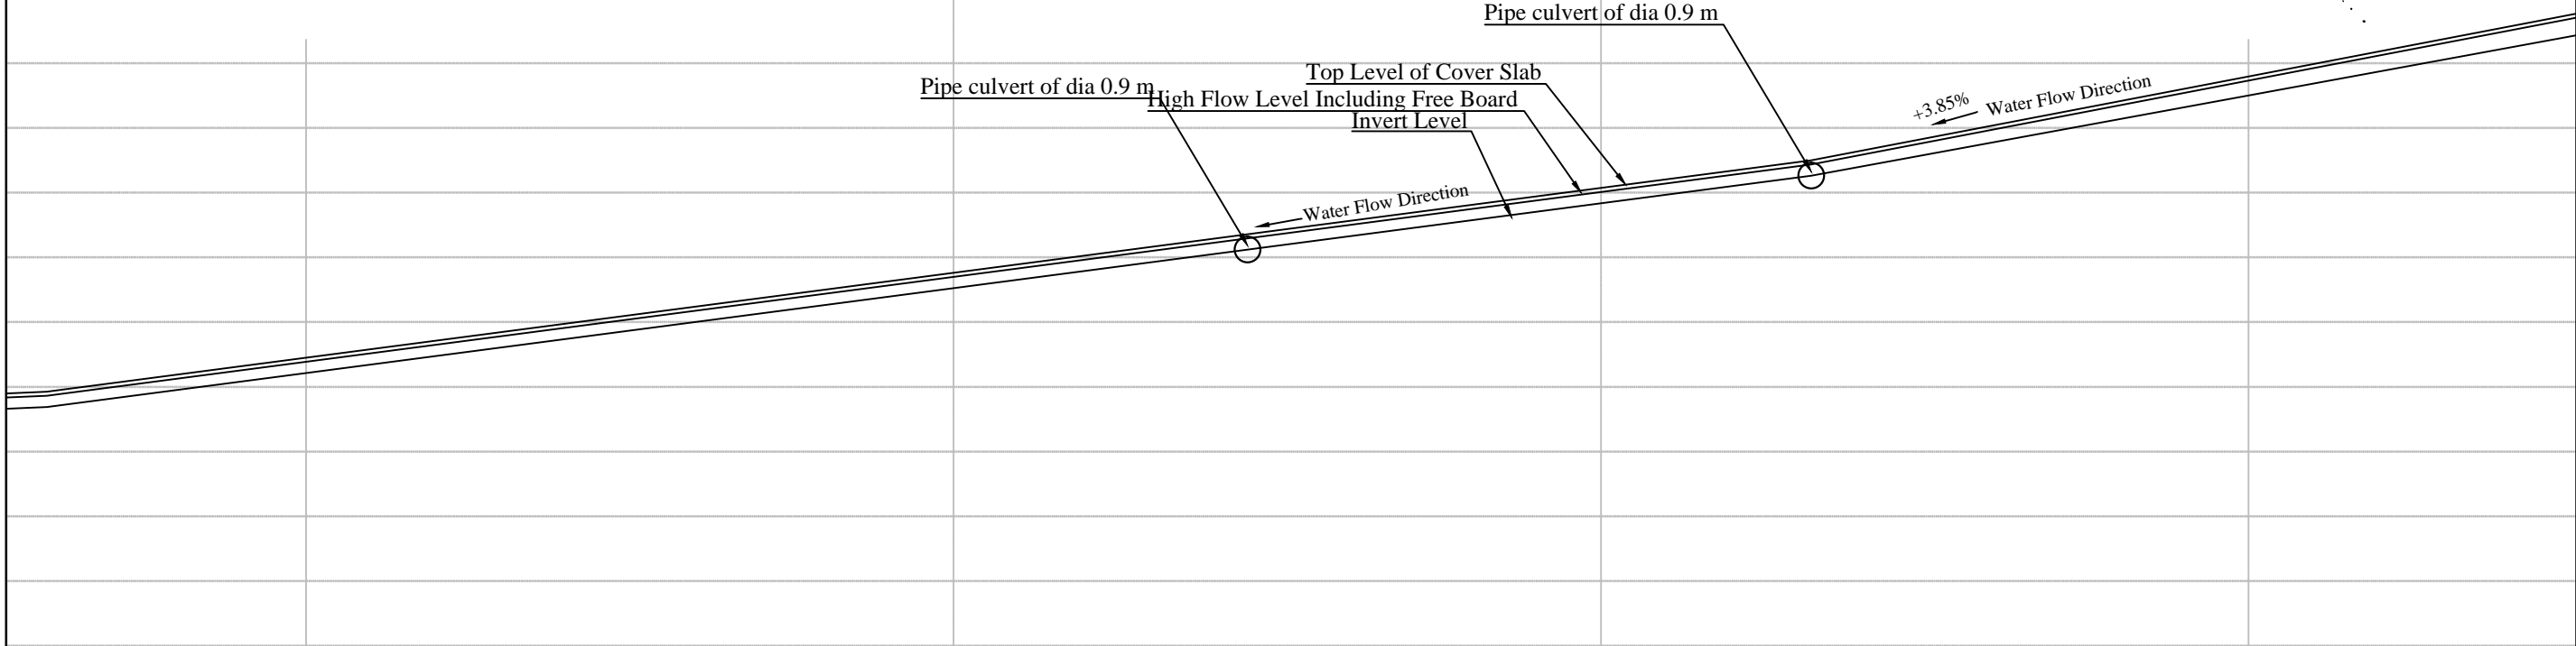 Pipe culvert of dia 0.9 m
Top Level of Cover Slab
Pipe culvert of dia 0.9 m
High Flow Level Including Free Board
Invert Level
+3.85%
Water Flow Direction
Water Flow Direction